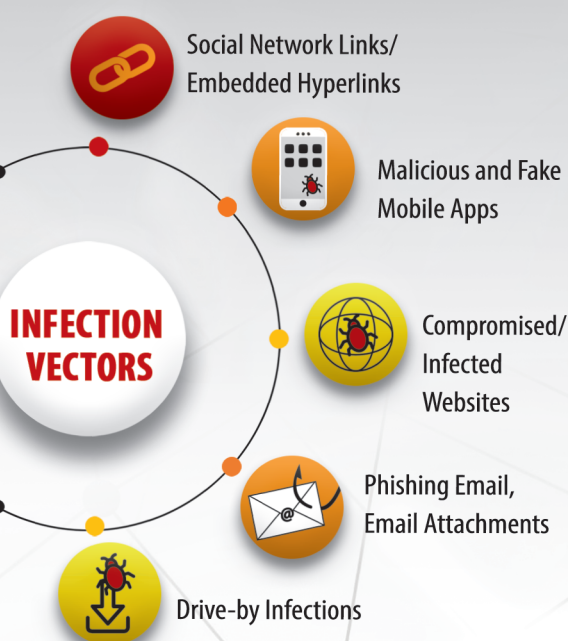 Social Network Links/
Embedded Hyperlinks
Malicious and Fake
Mobile Apps
INFECTION
VECTORS
Compromised/
Infected
Websites
Phishing Email,
Email Attachments
@
Drive-by Infections